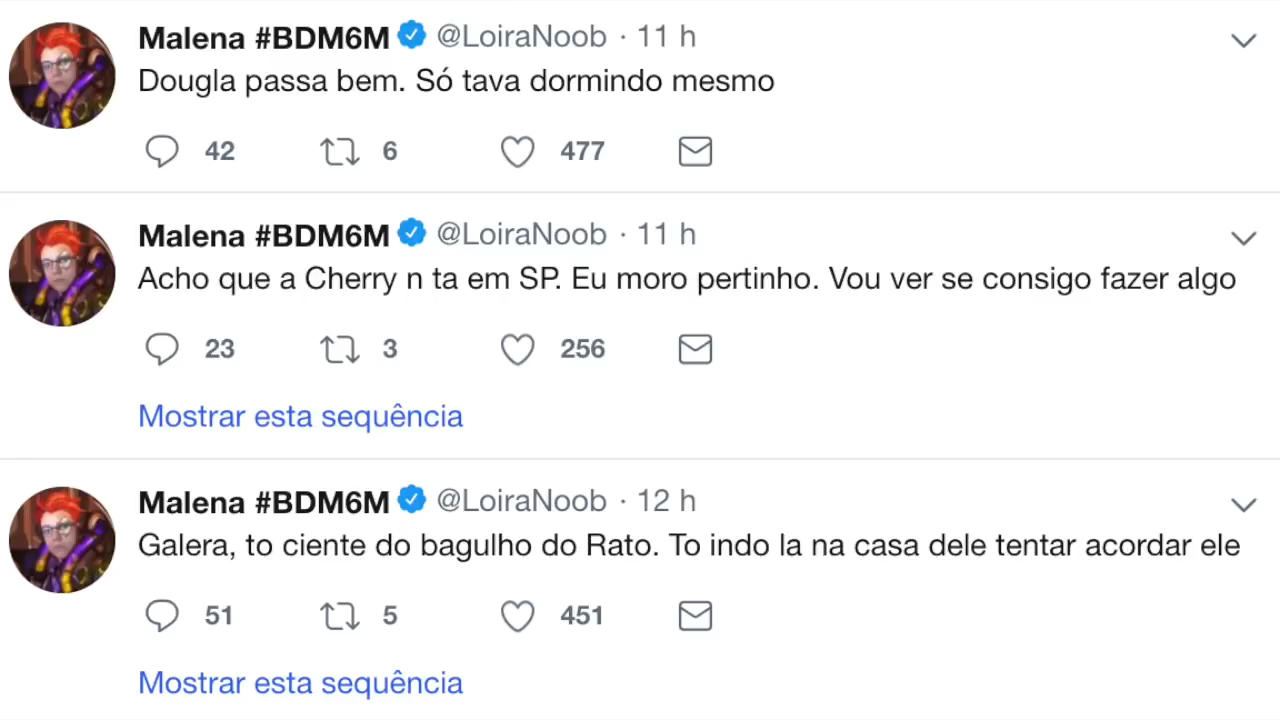 Malena #BDM6M @LoiraNoob · 11 h
Dougla passa bem. Só tava dormindo mesmo
42 6 477
Malena #BDM6M @LoiraNoob · 11 h
Acho que a Cherry n ta em SP. Eu moro pertinho. Vou ver se consigo fazer algo
23 3 256
Mostrar esta sequência
Malena #BDM6M @LoiraNoob · 12 h
Galera, to ciente do bagulho do Rato. To indo la na casa dele tentar acordar ele
51 5 451
Mostrar esta sequência